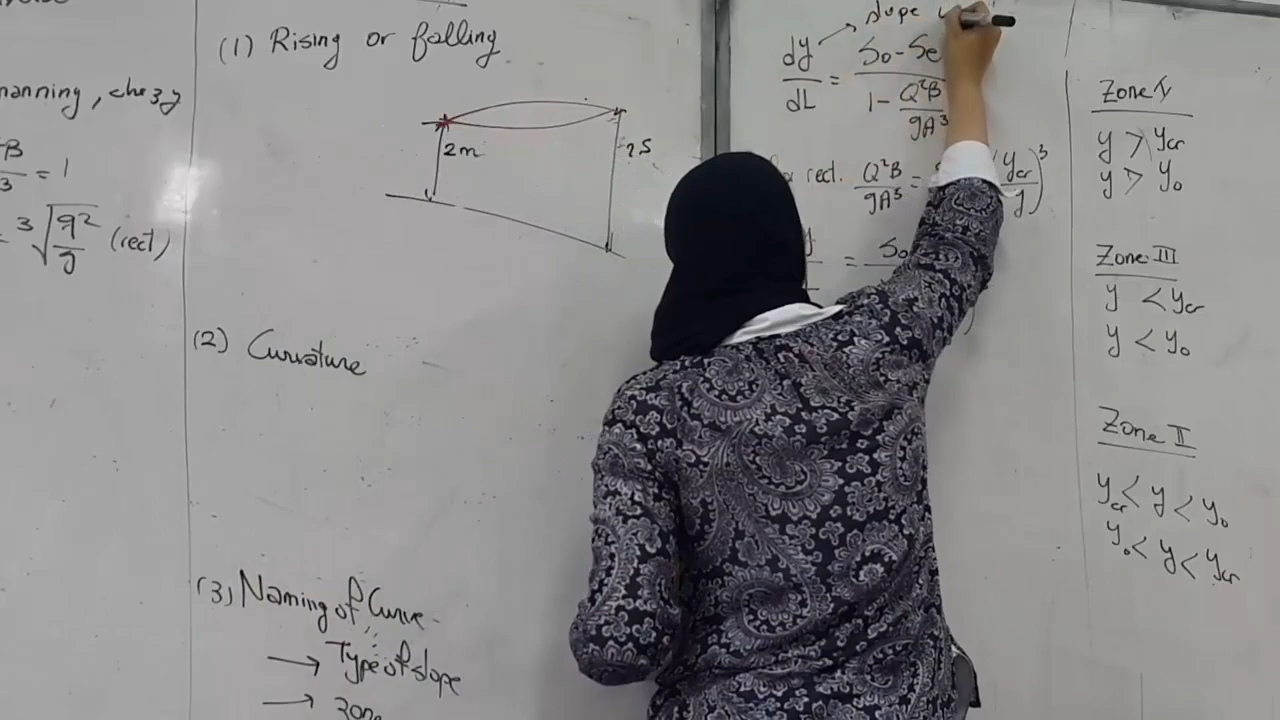 manning, chezy
B
3 = 1
= ³√(q²/g) (rect)
(1) Rising or falling
2m
?S
(2) Curvature
(3) Naming of Curve
→ Type of slope
→ zone
slope
dy/dL = (So - Se)/(1 - Q²B/gA³)
rect. Q²B/gA³ = (ycr/y)³
= So
Zone I
y > ycr
y > yo
Zone III
y < ycr
y < yo
Zone II
ycr < y < yo
yo < y < ycr